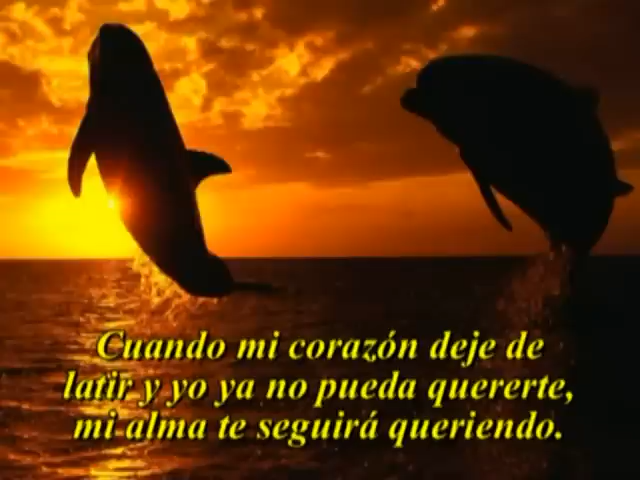 Cuando mi corazón deje de
latir y yo ya no pueda quererte,
mi alma te seguirá queriendo.